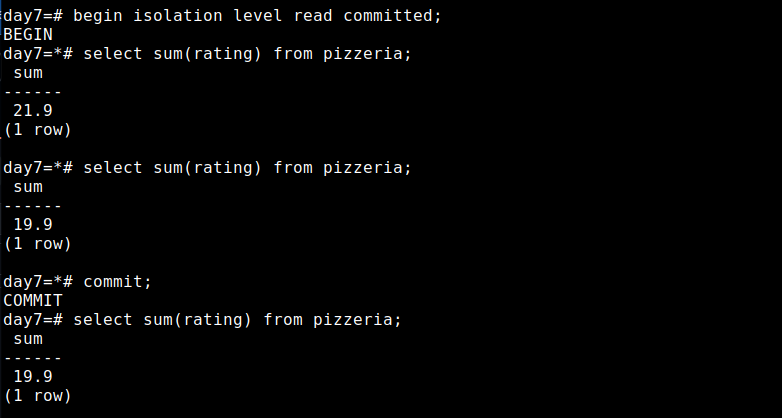 day7=# begin isolation level read committed;
BEGIN
day7=*# select sum(rating) from pizzeria;
 sum
------
 21.9
(1 row)

day7=*# select sum(rating) from pizzeria;
 sum
------
 19.9
(1 row)

day7=*# commit;
COMMIT
day7=# select sum(rating) from pizzeria;
 sum
------
 19.9
(1 row)